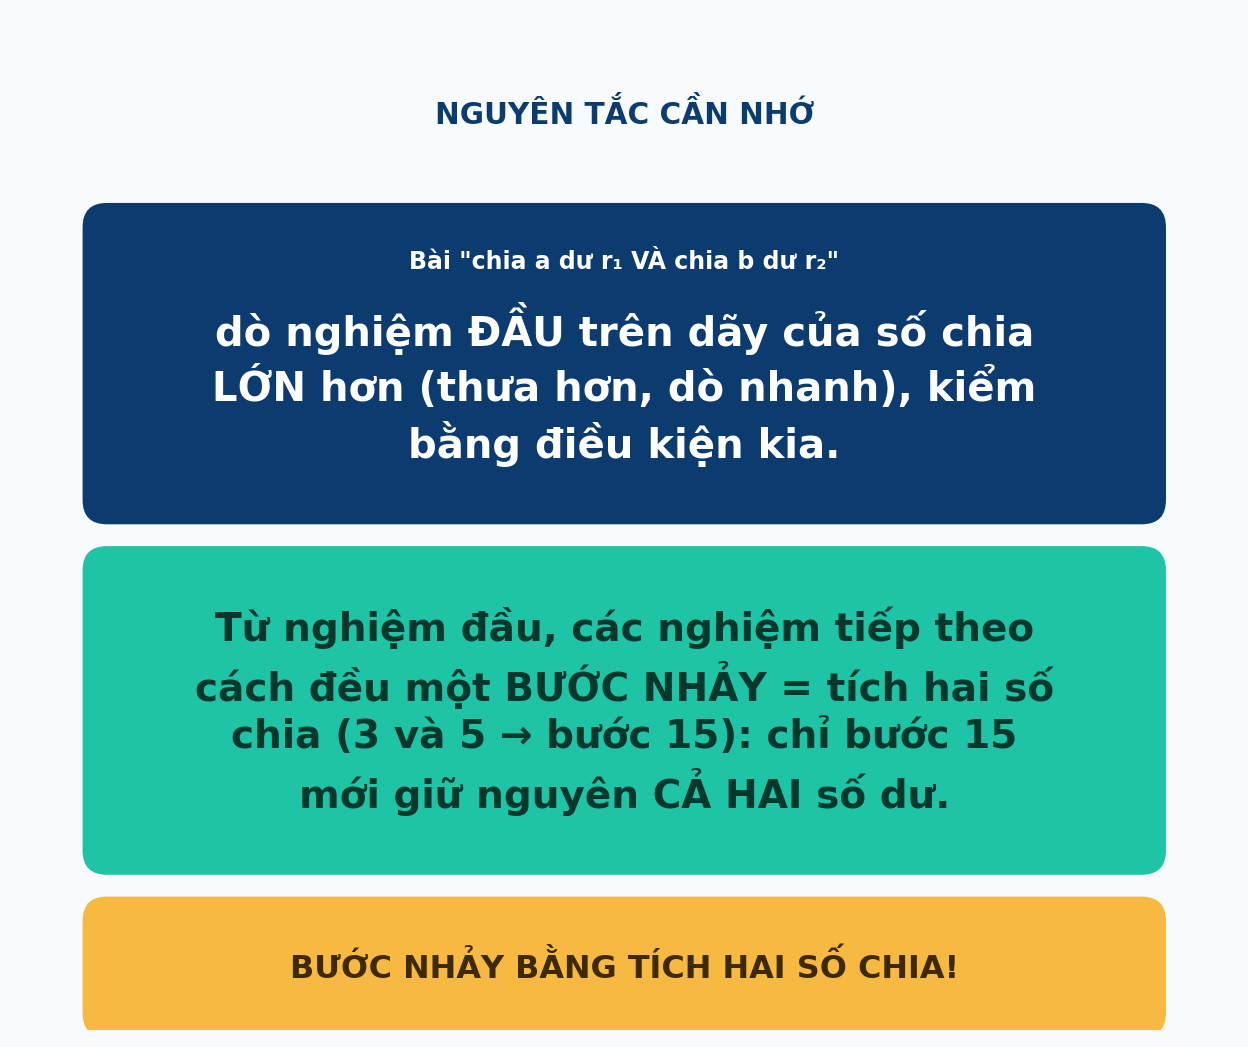 NGUYÊN TẮC CẦN NHỚ
Bài "chia a dư r₁ VÀ chia b dư r₂"
dò nghiệm ĐẦU trên dãy của số chia
LỚN hơn (thưa hơn, dò nhanh), kiểm
bằng điều kiện kia.
Từ nghiệm đầu, các nghiệm tiếp theo
cách đều một BƯỚC NHẢY = tích hai số
chia (3 và 5 → bước 15): chỉ bước 15
mới giữ nguyên CẢ HAI số dư.
BƯỚC NHẢY BẰNG TÍCH HAI SỐ CHIA!